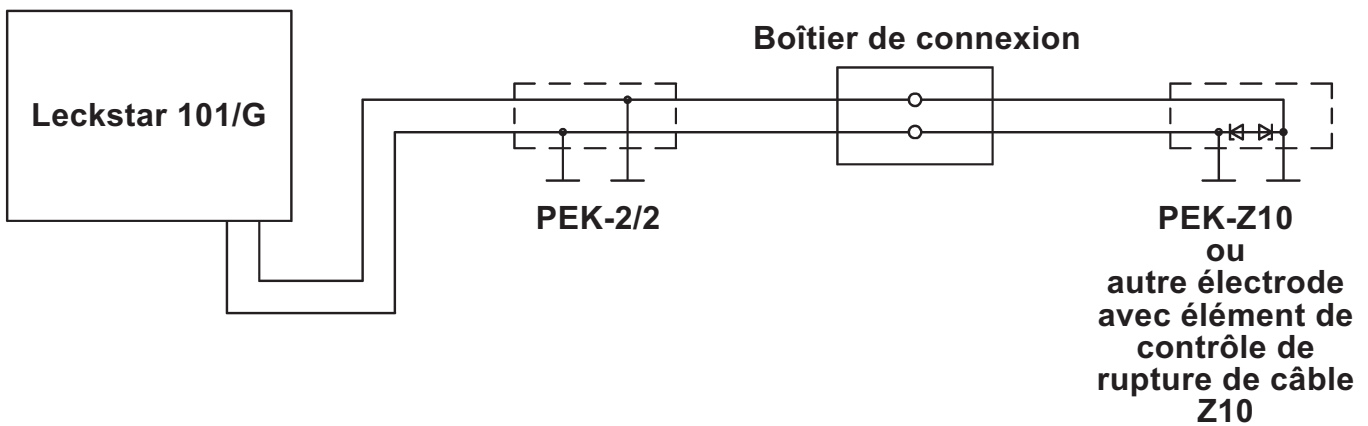 Boîtier de connexion
Leckstar 101/G
PEK-2/2
PEK-Z10
ou
autre électrode
avec élément de
contrôle de
rupture de câble
Z10